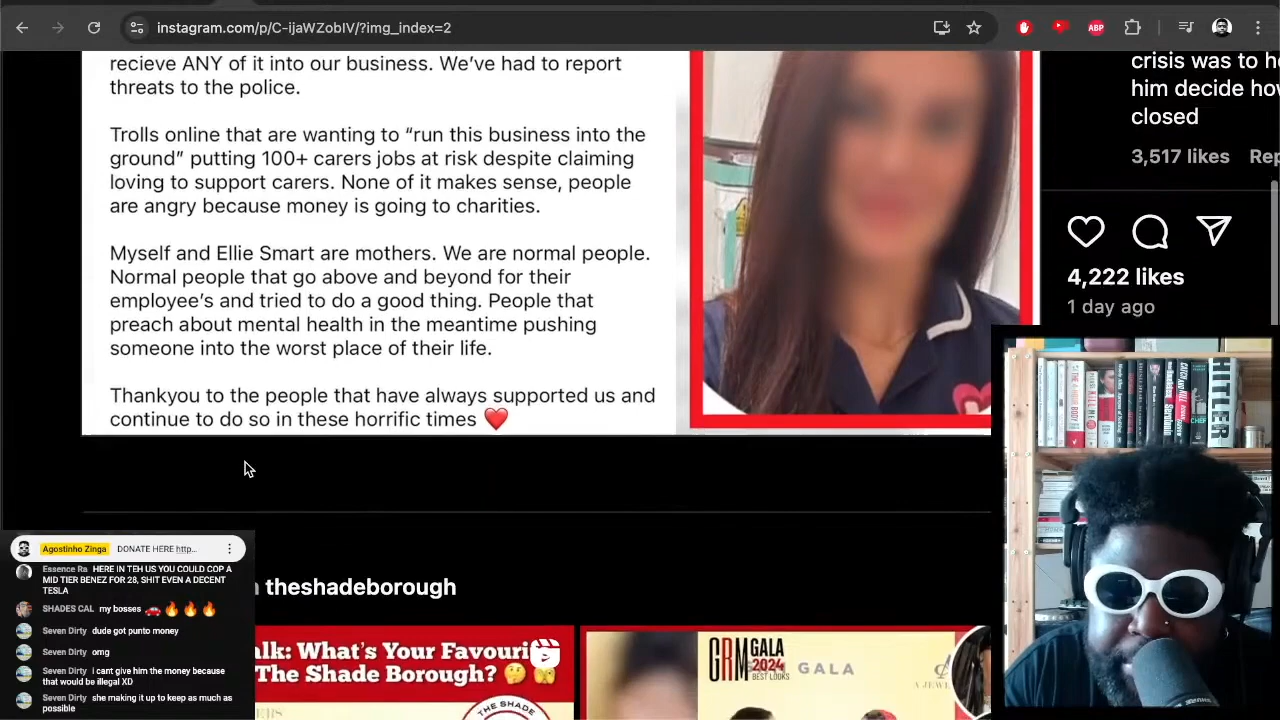 instagram.com/p/C-ijaWZobIV/?img_index=2
ABP
recieve ANY of it into our business. We've had to report
threats to the police.
Trolls online that are wanting to “run this business into the
ground” putting 100+ carers jobs at risk despite claiming
loving to support carers. None of it makes sense, people
are angry because money is going to charities.
Myself and Ellie Smart are mothers. We are normal people.
Normal people that go above and beyond for their
employee's and tried to do a good thing. People that
preach about mental health in the meantime pushing
someone into the worst place of their life.
Thankyou to the people that have always supported us and
continue to do so in these horrific times ❤️
crisis was to
him decide
closed
3,517 likes
4,222 likes
1 day ago
HITLER
Agostinho Zinga DONATE HERE http...
Essence Ra HERE IN TEH US YOU COULD COP A
MID TIER BENEZ FOR 28, SHIT EVEN A DECENT
TESLA
SHADES CAL my bosses 🚗🔥🔥🔥
Seven Dirty dude got punto money
Seven Dirty omg
Seven Dirty i cant give him the money because
that would be illegal XD
Seven Dirty she making it up to keep as much as
possible
theshadeborough
alk: What's Your Favouri
The Shade Borough? 🤔🫣
THE SHADE
GRM GALA
2024
BEST LOOKS
GALA